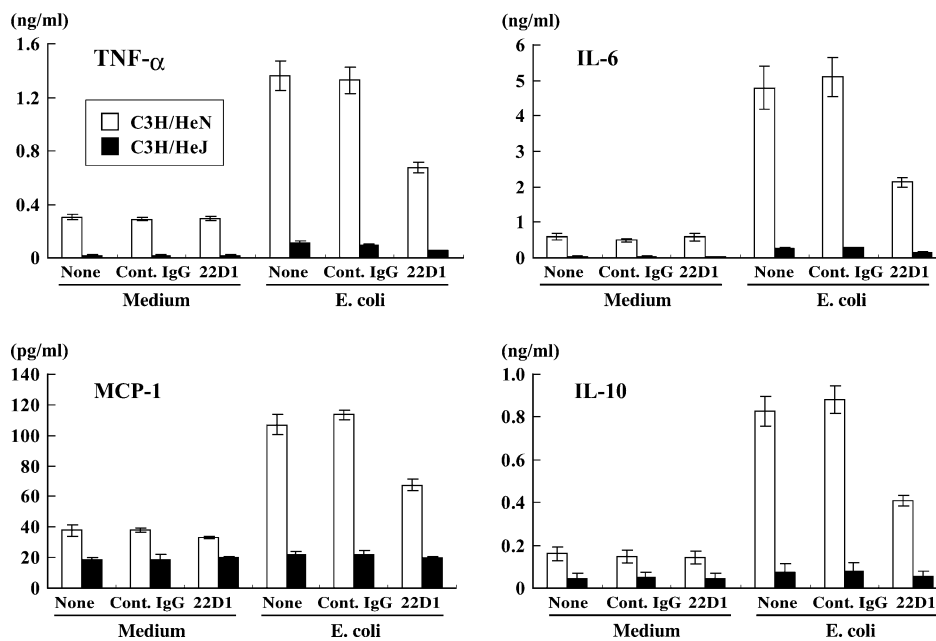 (ng/ml)
TNF-α
1.6
1.2
0.8
0.4
0
C3H/HeN
C3H/HeJ
None Cont. IgG 22D1 None Cont. IgG 22D1
Medium E. coli
(ng/ml)
IL-6
6
5
4
3
2
1
0
None Cont. IgG 22D1 None Cont. IgG 22D1
Medium E. coli
(pg/ml)
MCP-1
140
120
100
80
60
40
20
0
None Cont. IgG 22D1 None Cont. IgG 22D1
Medium E. coli
(ng/ml)
IL-10
1.0
0.8
0.6
0.4
0.2
0
None Cont. IgG 22D1 None Cont. IgG 22D1
Medium E. coli